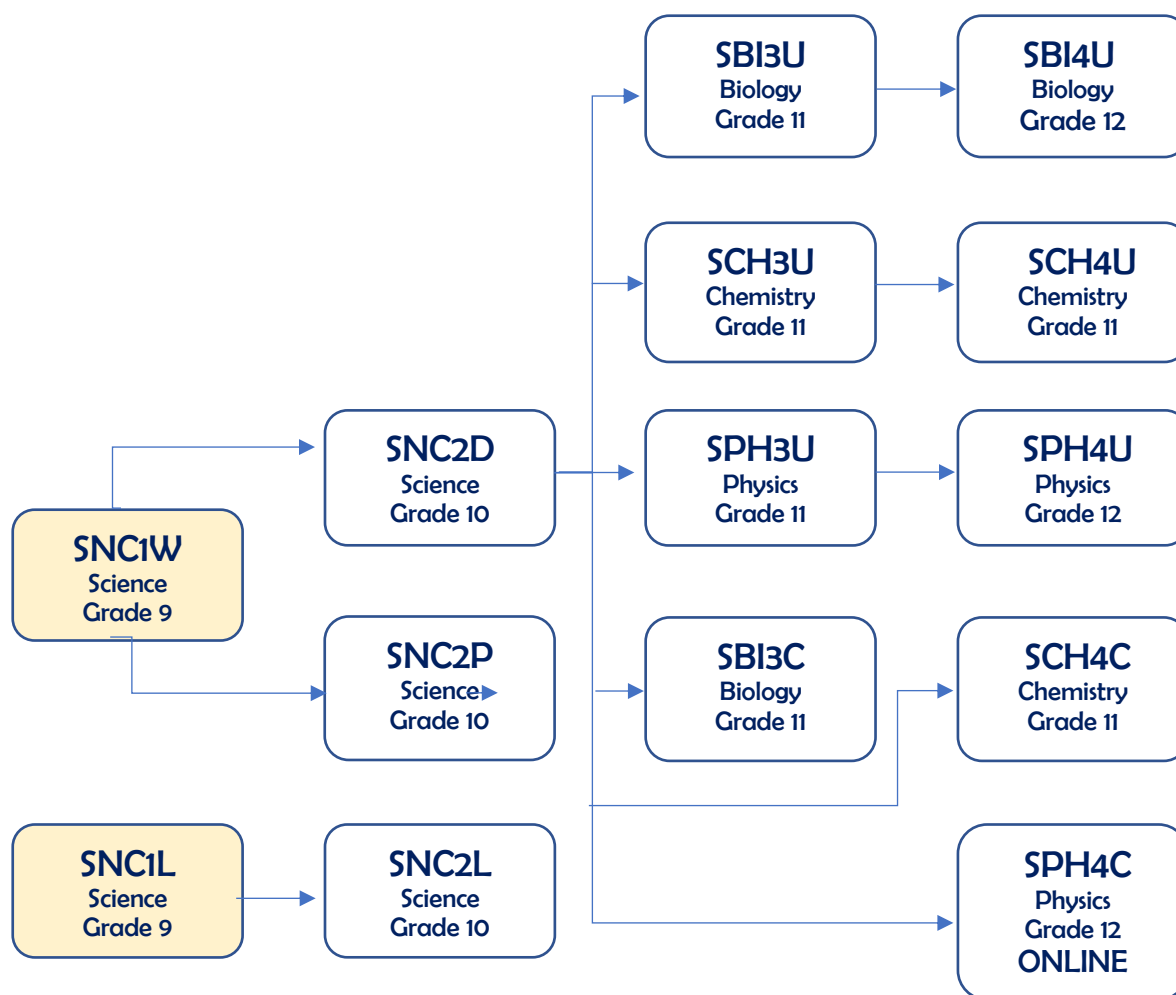 SBI3U
Biology
Grade 11
SBI4U
Biology
Grade 12
SCH3U
Chemistry
Grade 11
SCH4U
Chemistry
Grade 11
SNC2D
Science
Grade 10
SPH3U
Physics
Grade 11
SPH4U
Physics
Grade 12
SNC1W
Science
Grade 9
SNC2P
Science
Grade 10
SBI3C
Biology
Grade 11
SCH4C
Chemistry
Grade 11
SNC1L
Science
Grade 9
SNC2L
Science
Grade 10
SPH4C
Physics
Grade 12
ONLINE